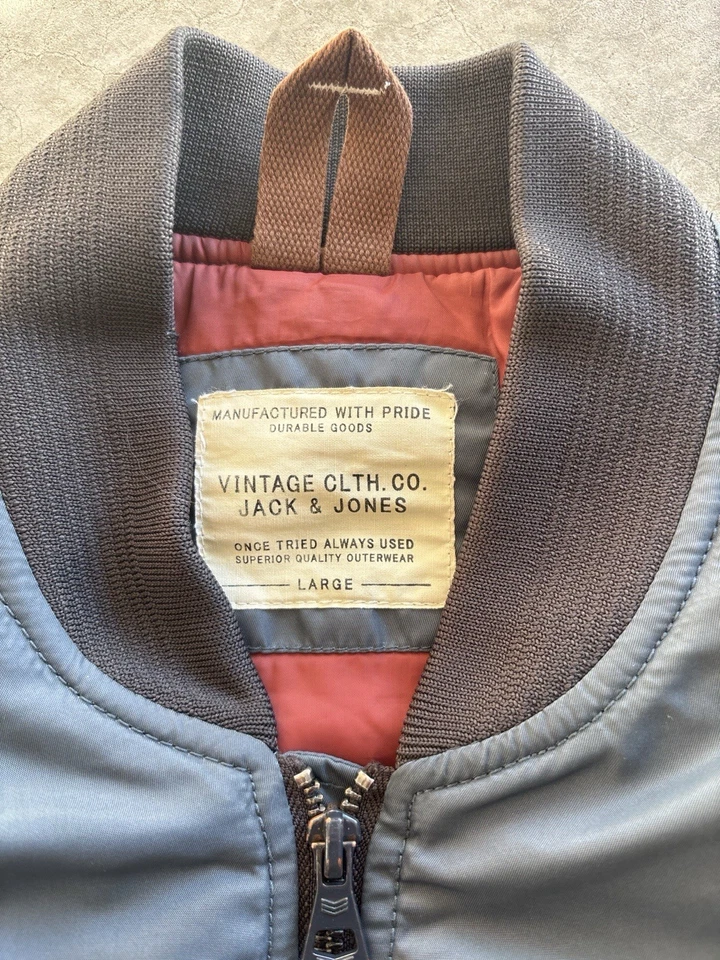 MANUFACTURED WITH PRIDE
DURABLE GOODS
VINTAGE CLTH. CO.
JACK & JONES
ONCE TRIED ALWAYS USED
SUPERIOR QUALITY OUTERWEAR
LARGE